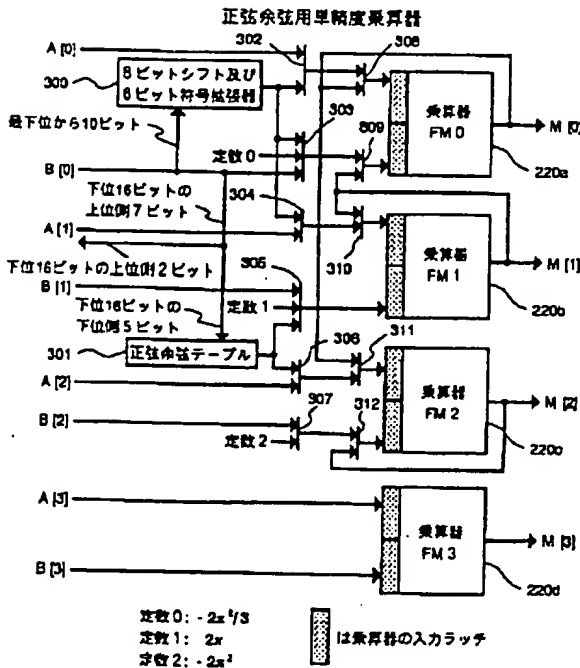 正弦余弦用単精度乗算器
A [0]
302
308
300
6ビットシフト及び
6ビット符号拡張器
乗算器
FM 0
M [0]
220a
303
最下位から10ビット
定数0
309
B [0]
下位16ビットの
上位側7ビット
304
A [1]
310
下位16ビットの上位側2ビット
乗算器
FM 1
M [1]
220b
305
B [1]
定数1
下位16ビットの
下位側5ビット
301
正弦余弦テーブル
306
311
A [2]
乗算器
FM 2
M [2]
220c
307
312
B [2]
定数2
A [3]
乗算器
FM 3
M [3]
220d
B [3]
定数0: - 2π²/3
定数1: 2π
定数2: - 2π²
は乗算器の入力ラッチ